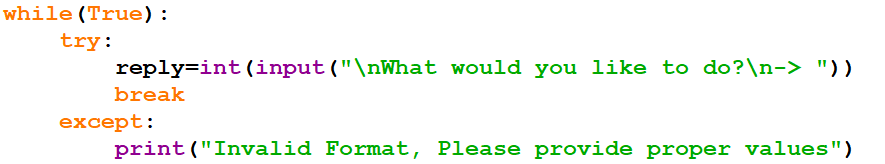 while(True):
    try:
        reply=int(input("\nWhat would you like to do?\n-> "))
        break
    except:
        print("Invalid Format, Please provide proper values")